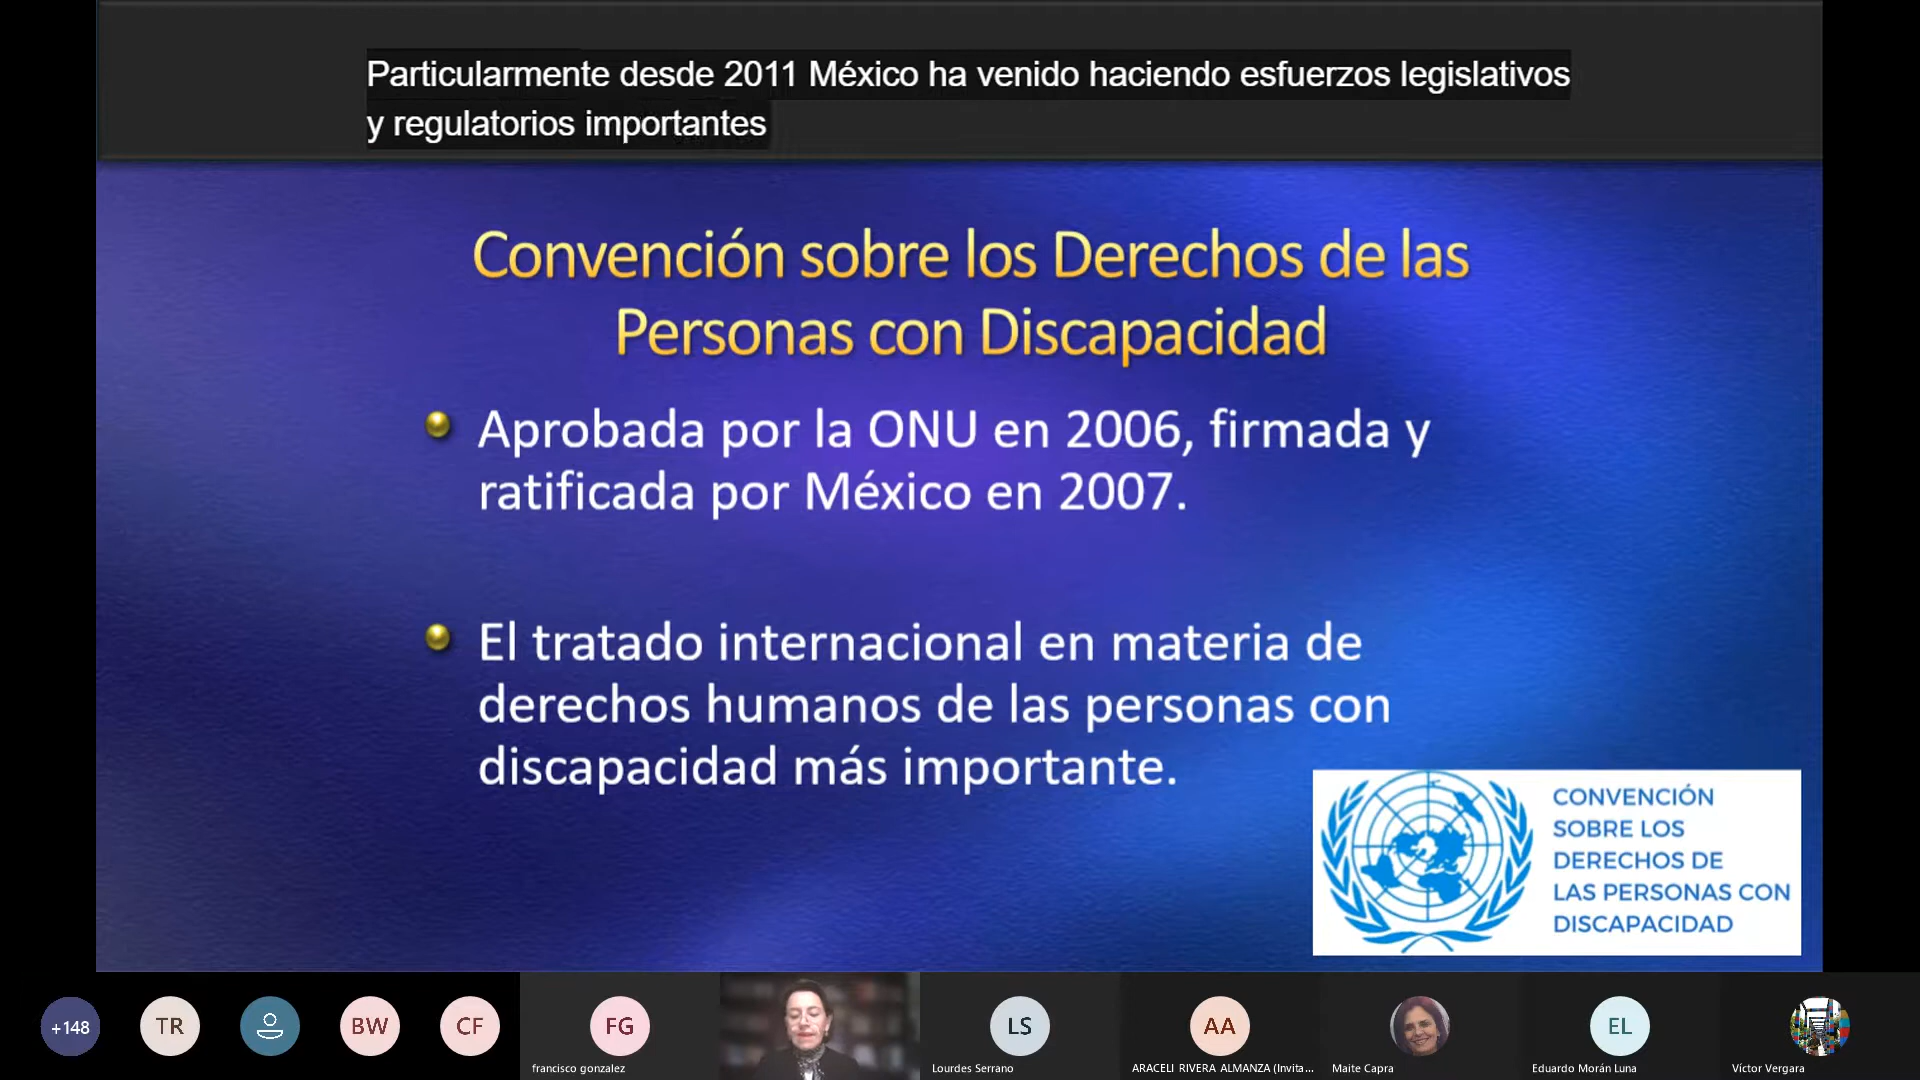 Particularmente desde 2011 México ha venido haciendo esfuerzos legislativos
y regulatorios importantes
Convención sobre los Derechos de las
Personas con Discapacidad
Aprobada por la ONU en 2006, firmada y
ratificada por México en 2007.
El tratado internacional en materia de
derechos humanos de las personas con
discapacidad más importante.
CONVENCIÓN
SOBRE LOS
DERECHOS DE
LAS PERSONAS CON
DISCAPACIDAD
+148
TR
BW
CF
FG
LS
AA
EL
francisco gonzalez
Lourdes Serrano
ARACELI RIVERA ALMANZA (Invita...
Maite Capra
Eduardo Morán Luna
Víctor Vergara